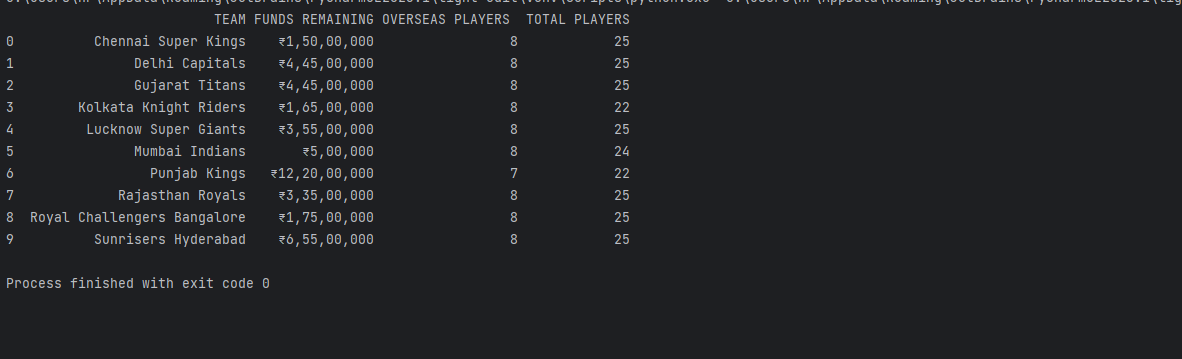 TEAM FUNDS REMAINING OVERSEAS PLAYERS TOTAL PLAYERS
0 Chennai Super Kings ₹1,50,00,000 8 25
1 Delhi Capitals ₹4,45,00,000 8 25
2 Gujarat Titans ₹4,45,00,000 8 25
3 Kolkata Knight Riders ₹1,65,00,000 8 22
4 Lucknow Super Giants ₹3,55,00,000 8 25
5 Mumbai Indians ₹5,00,000 8 24
6 Punjab Kings ₹12,20,00,000 7 22
7 Rajasthan Royals ₹3,35,00,000 8 25
8 Royal Challengers Bangalore ₹1,75,00,000 8 25
9 Sunrisers Hyderabad ₹6,55,00,000 8 25
Process finished with exit code 0